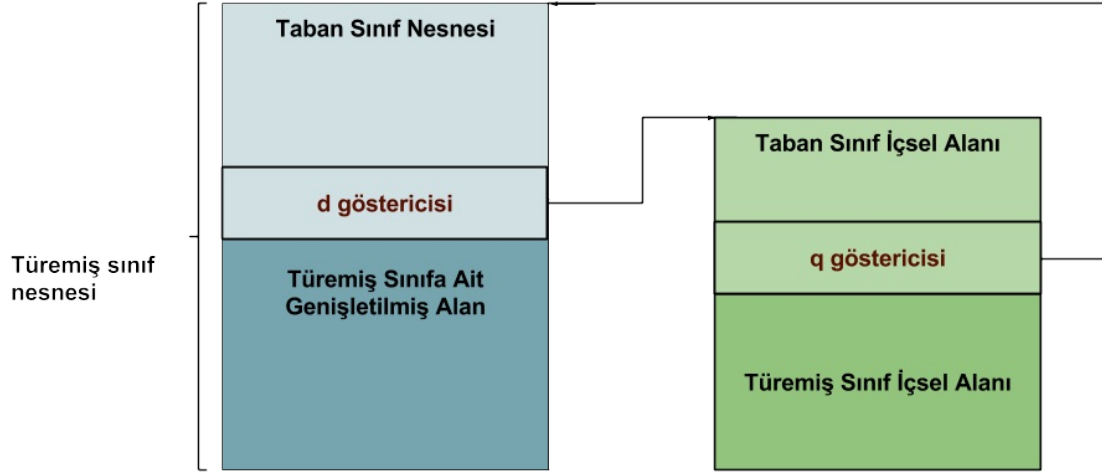 Taban Sınıf Nesnesi
d göstericisi
Türemiş sınıf
nesnesi
Türemiş Sınıfa Ait
Genişletilmiş Alan
Taban Sınıf İçsel Alanı
q göstericisi
Türemiş Sınıf İçsel Alanı